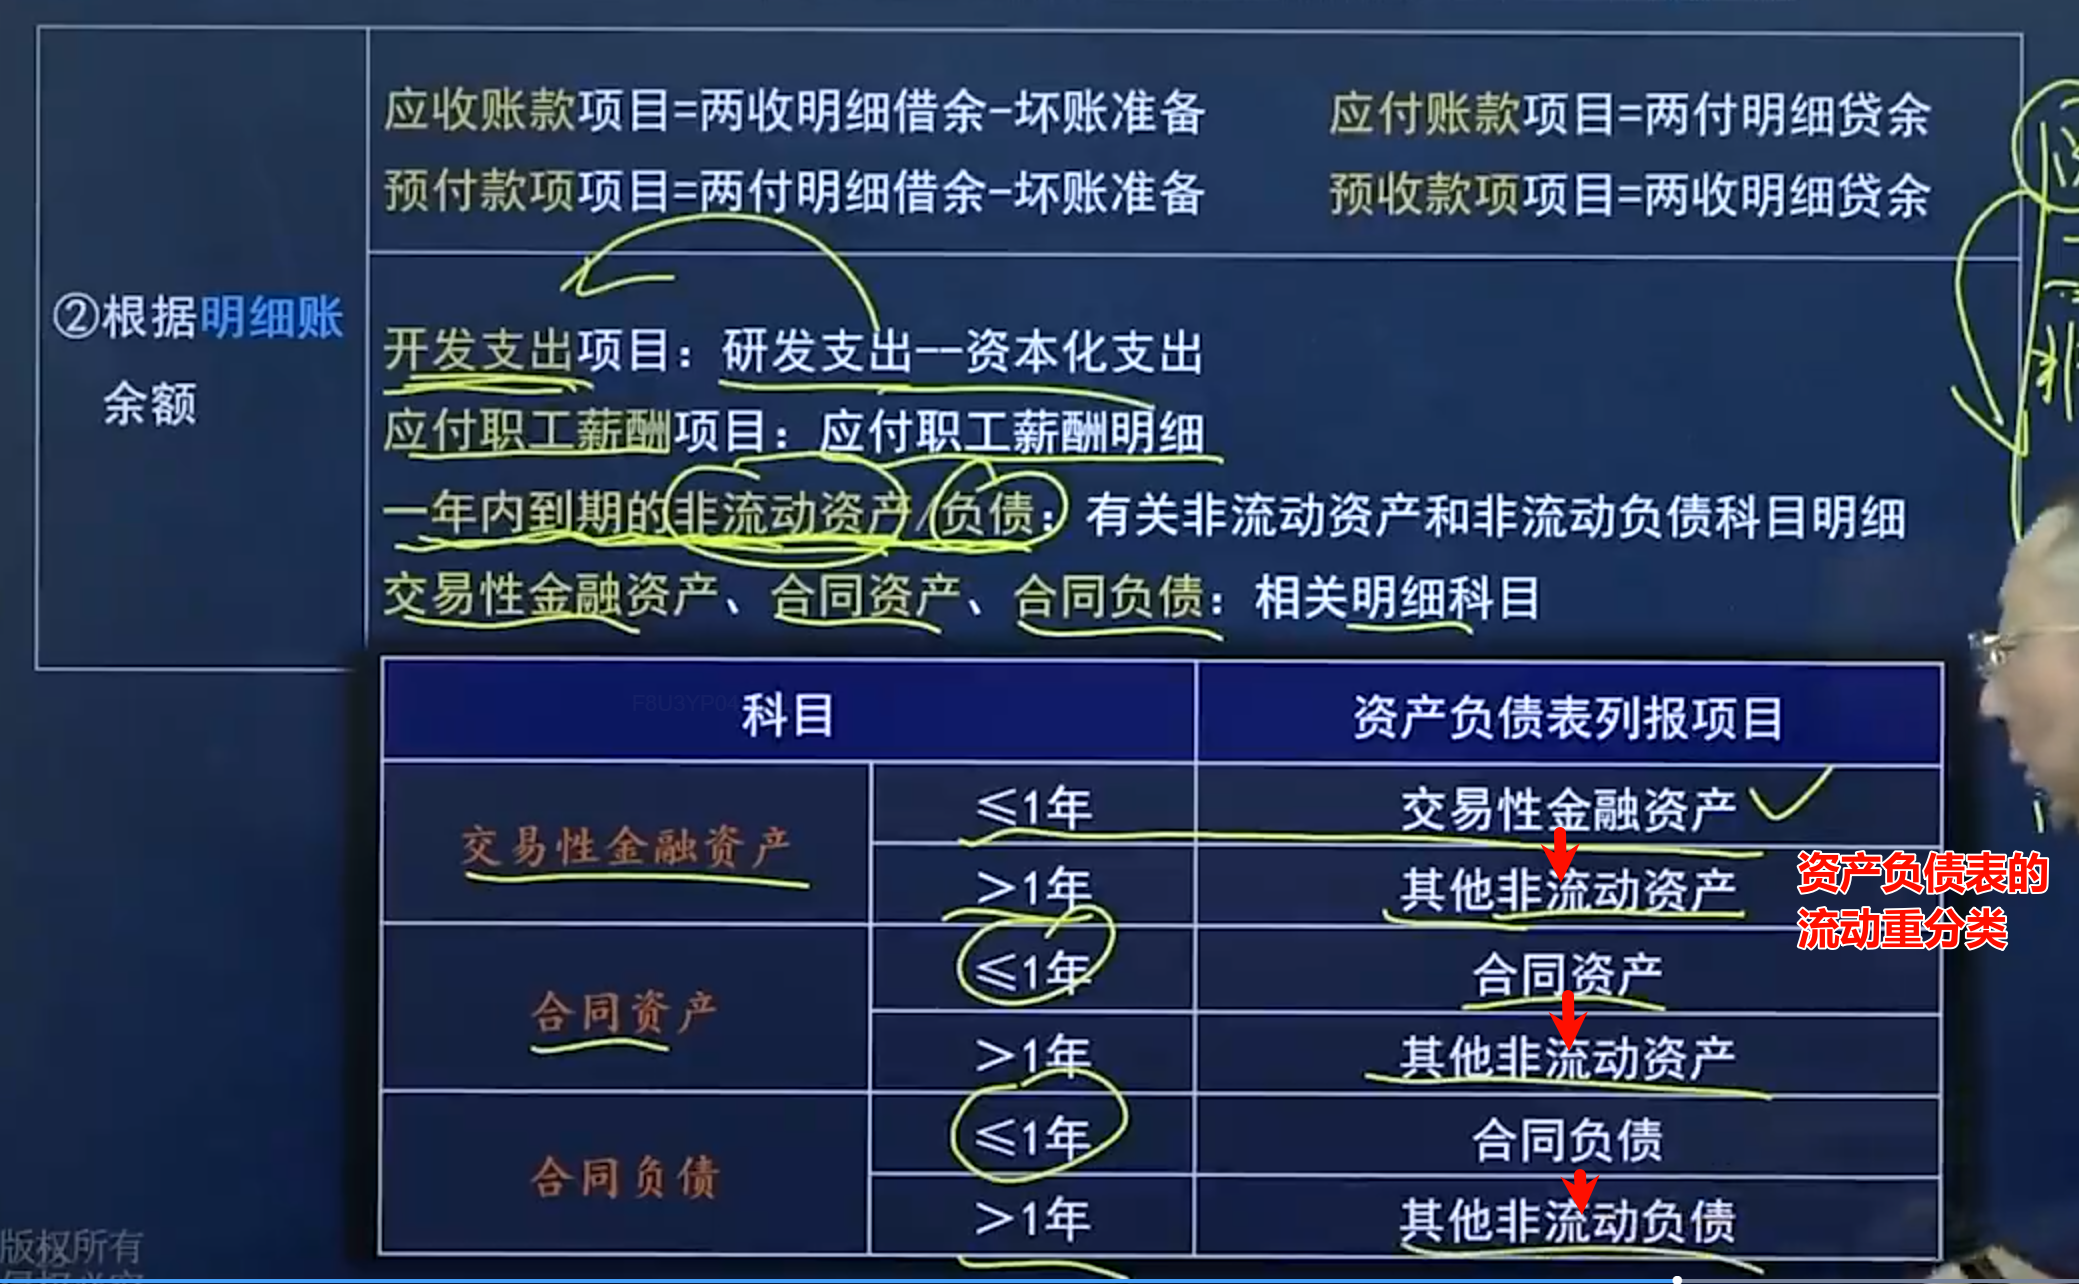 应收账款项目=两收明细借余-坏账准备 应付账款项目=两付明细贷余
预付款项项目=两付明细借余-坏账准备 预收款项项目=两收明细贷余
②根据明细账
余额
开发支出项目：研发支出--资本化支出
应付职工薪酬项目：应付职工薪酬明细
一年内到期的非流动资产/负债：有关非流动资产和非流动负债科目明细
交易性金融资产、合同资产、合同负债：相关明细科目
科目 资产负债表列报项目
交易性金融资产
≤1年 交易性金融资产
>1年 其他非流动资产
资产负债表的
流动重分类
合同资产
≤1年 合同资产
>1年 其他非流动资产
合同负债
≤1年 合同负债
>1年 其他非流动负债
版权所有